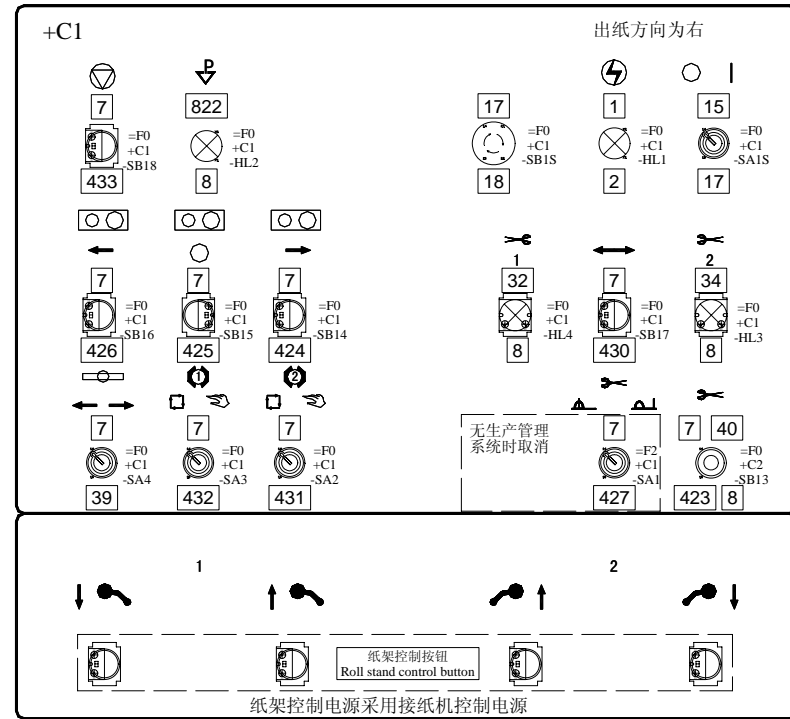 +C1
出纸方向为右
P
7
822
17
1
15
=F0
+C1
-SB18
=F0
+C1
-HL2
=F0
+C1
-SB1S
=F0
+C1
-HL1
=F0
+C1
-SA1S
433
8
18
2
17
1
2
7
7
7
32
7
34
=F0
+C1
-SB16
=F0
+C1
-SB15
=F0
+C1
-SB14
=F0
+C1
-HL4
=F0
+C1
-SB17
=F0
+C1
-HL3
426
425
424
8
430
8
1
2
无生产管理
系统时取消
7
7
7
7
7 40
=F0
+C1
-SA4
=F0
+C1
-SA3
=F0
+C1
-SA2
=F2
+C1
-SA1
=F0
+C2
-SB13
39
432
431
427
423 8
1
2
纸架控制按钮
Roll stand control button
纸架控制电源采用接纸机控制电源